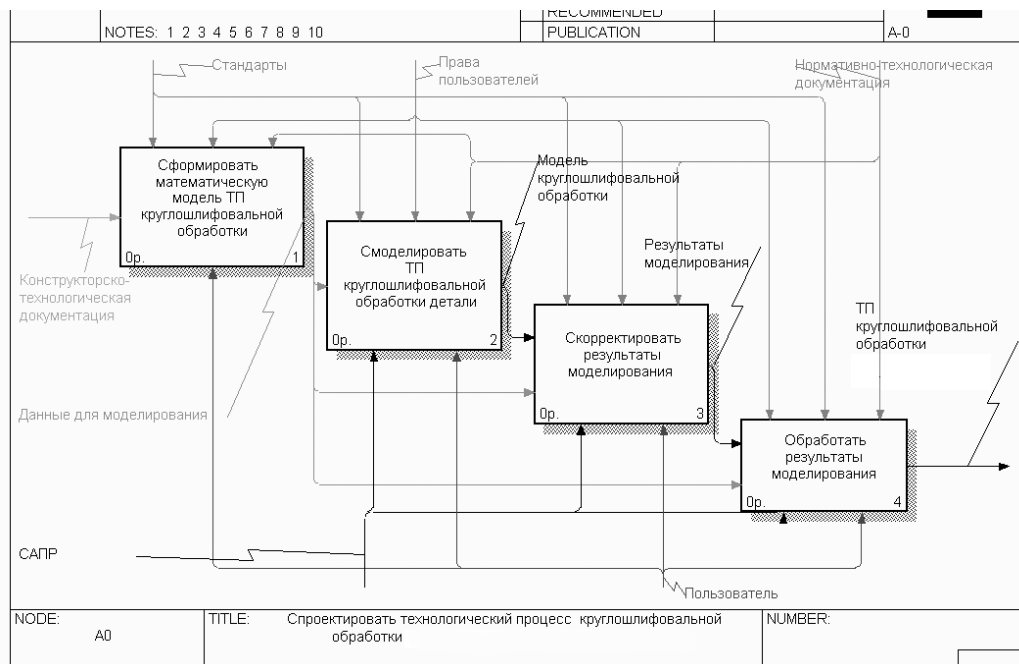 RECOMMENDED
NOTES: 1 2 3 4 5 6 7 8 9 10
PUBLICATION
A-0
Стандарты
Права
пользователей
Нормативно-технологическая
документация
Сформировать
математическую
модель ТП
круглошлифовальной
обработки
0р.
1
Модель
круглошлифовальной
обработки
Конструкторско-
технологическая
документация
Смоделировать
ТП
круглошлифовальной
обработки детали
0р.
2
Результаты
моделирования
Скорректировать
результаты
моделирования
0р.
3
ТП
круглошлифовальной
обработки
Данные для моделирования
Обработать
результаты
моделирования
0р.
4
САПР
Пользователь
NODE:
A0
TITLE:
Спроектировать технологический процесс круглошлифовальной
обработки
NUMBER: